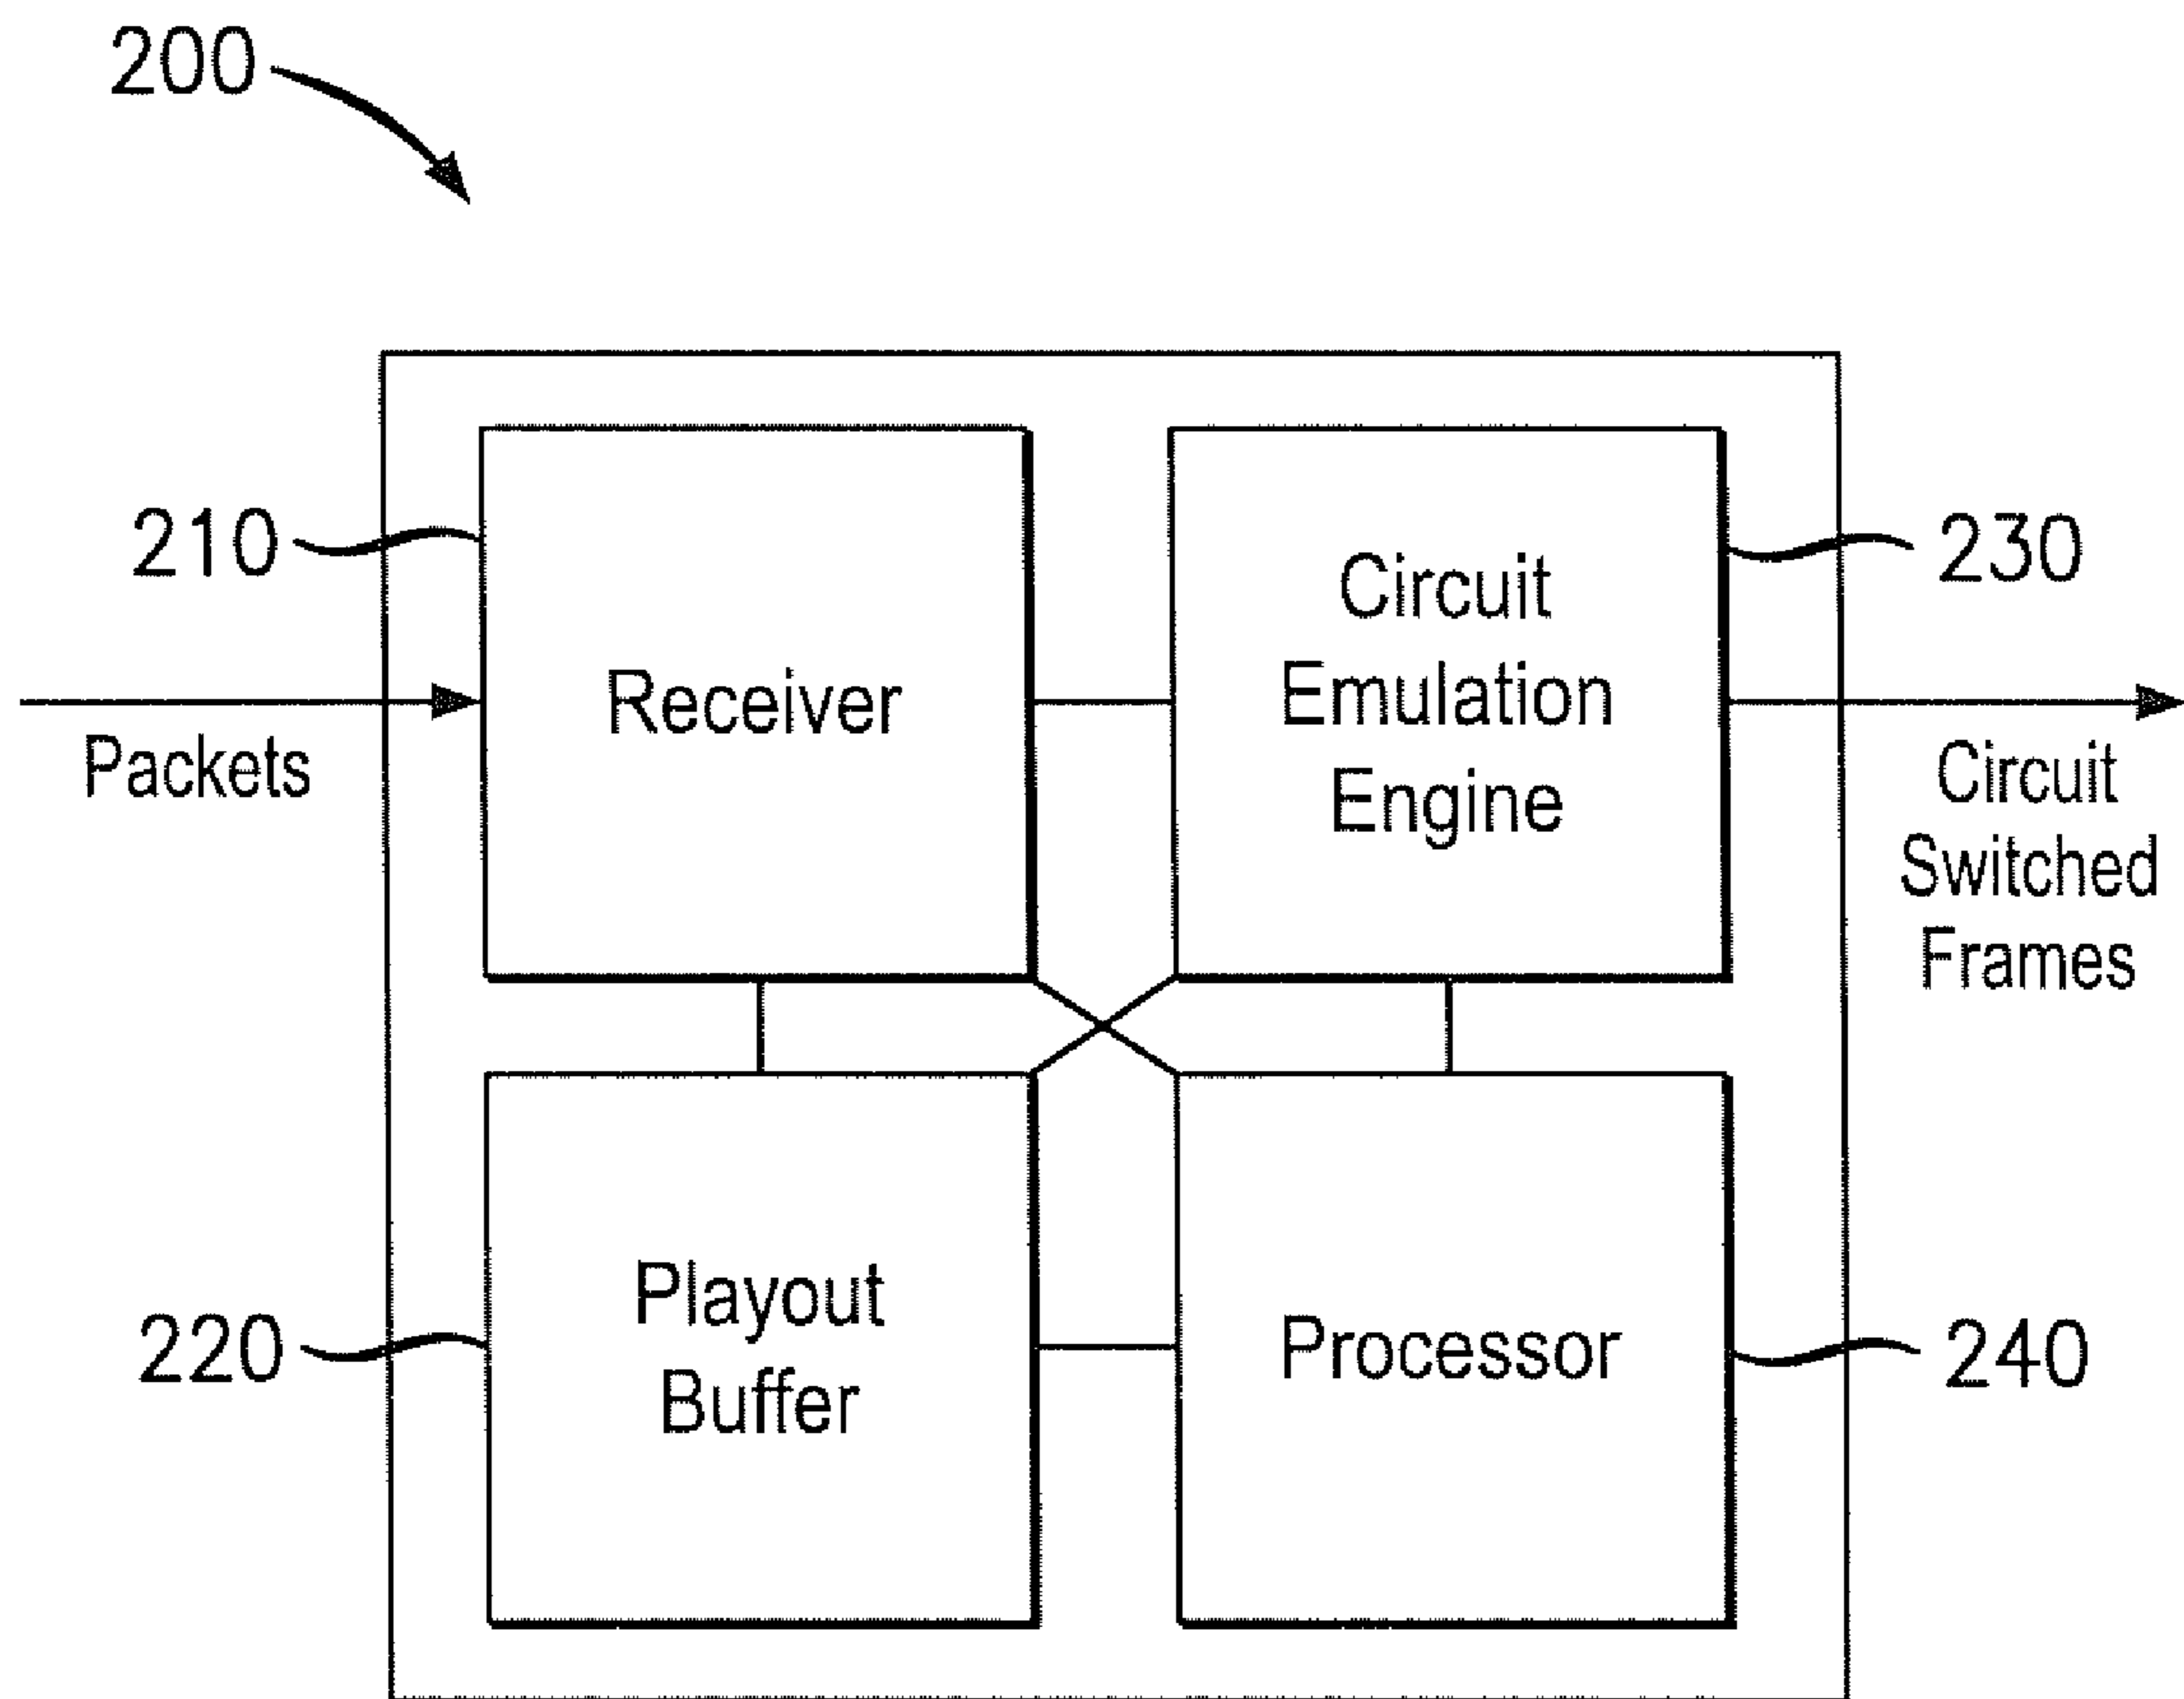 200
210
Receiver
Circuit
Emulation
Engine
230
Packets
Circuit
Switched
Frames
220
Playout
Buffer
Processor
240